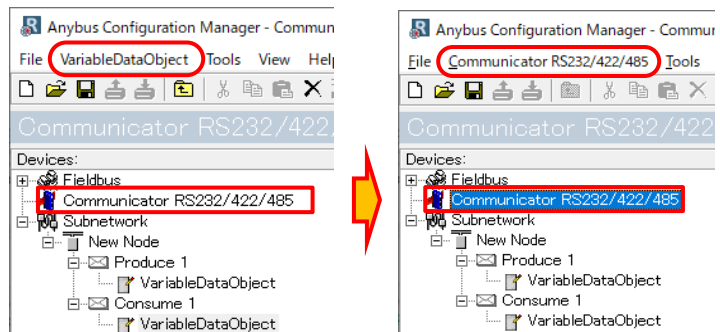 Anybus Configuration Manager - Commun
File VariableDataObject Tools View Help
Communicator RS232/422/
Devices:
Fieldbus
Communicator RS232/422/485
Subnetwork
New Node
Produce 1
VariableDataObject
Consume 1
VariableDataObject
Anybus Configuration Manager - Commu
File Communicator RS232/422/485 Tools
Communicator RS232/422
Devices:
Fieldbus
Communicator RS232/422/485
Subnetwork
New Node
Produce 1
VariableDataObject
Consume 1
VariableDataObject